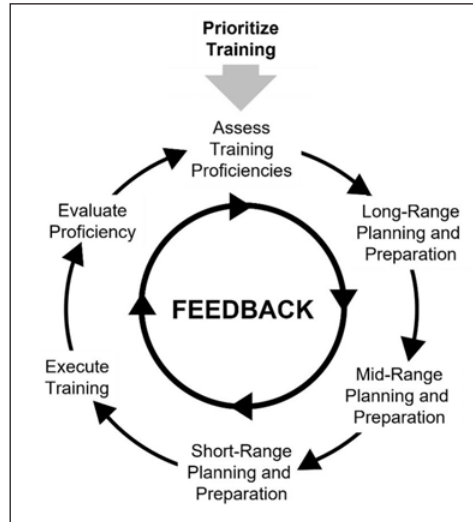 Prioritize
Training
Assess
Training
Proficiencies
Long-Range
Planning and
Preparation
Mid-Range
Planning and
Preparation
Short-Range
Planning and
Preparation
Execute
Training
Evaluate
Proficiency
FEEDBACK